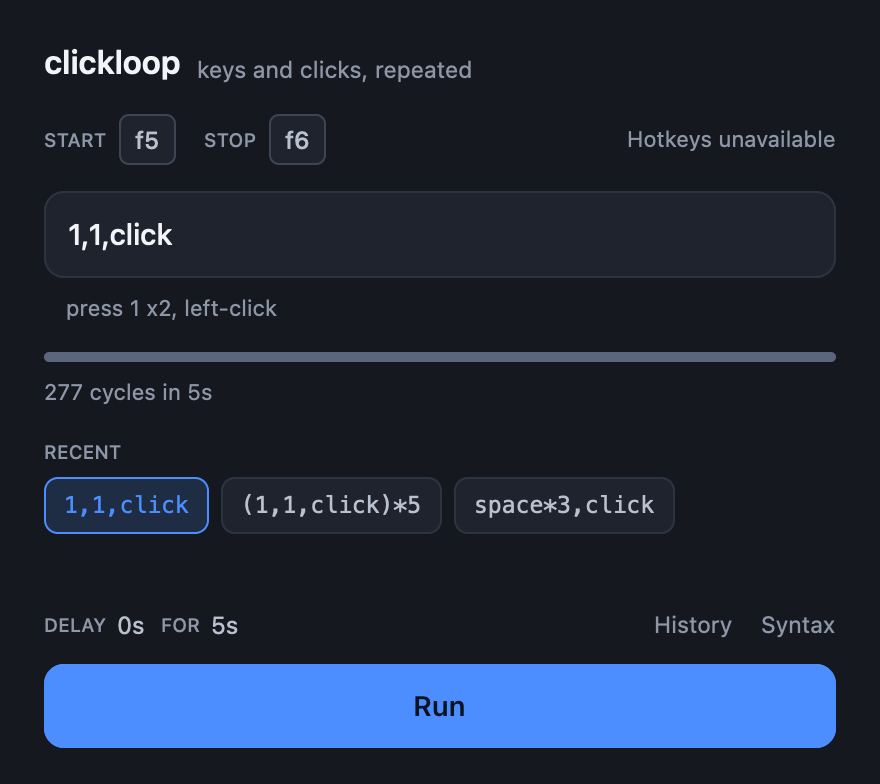 clickloop keys and clicks, repeated
START f5 STOP f6 Hotkeys unavailable
1,1,click
press 1 x2, left-click
277 cycles in 5s
RECENT
1,1,click (1,1,click)*5 space*3,click
DELAY 0s FOR 5s History Syntax
Run